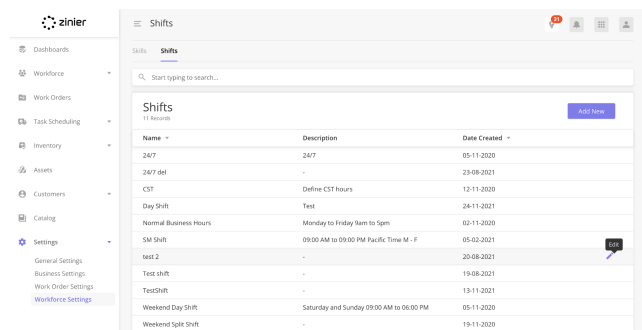 zinier
Shifts
21
Dashboards
Workforce
Work Orders
Task Scheduling
Inventory
Assets
Customers
Catalog
Settings
General Settings
Business Settings
Work Order Settings
Workforce Settings
Skills Shifts
Start typing to search...
Shifts
11 Records
Add New
Name Description Date Created
24/7 24/7 05-11-2020
24/7 del - 23-08-2021
CST Define CST hours 12-11-2020
Day Shift Test 24-11-2021
Normal Business Hours Monday to Friday 9am to 5pm 02-11-2020
SM Shift 09:00 AM to 09:00 PM Pacific Time M - F 05-02-2021
Edit
test 2 - 20-08-2021
Test shift - 19-08-2021
TestShift - 13-11-2021
Weekend Day Shift Saturday and Sunday 09:00 AM to 06:00 PM 05-11-2020
Weekend Split Shift - 19-11-2020